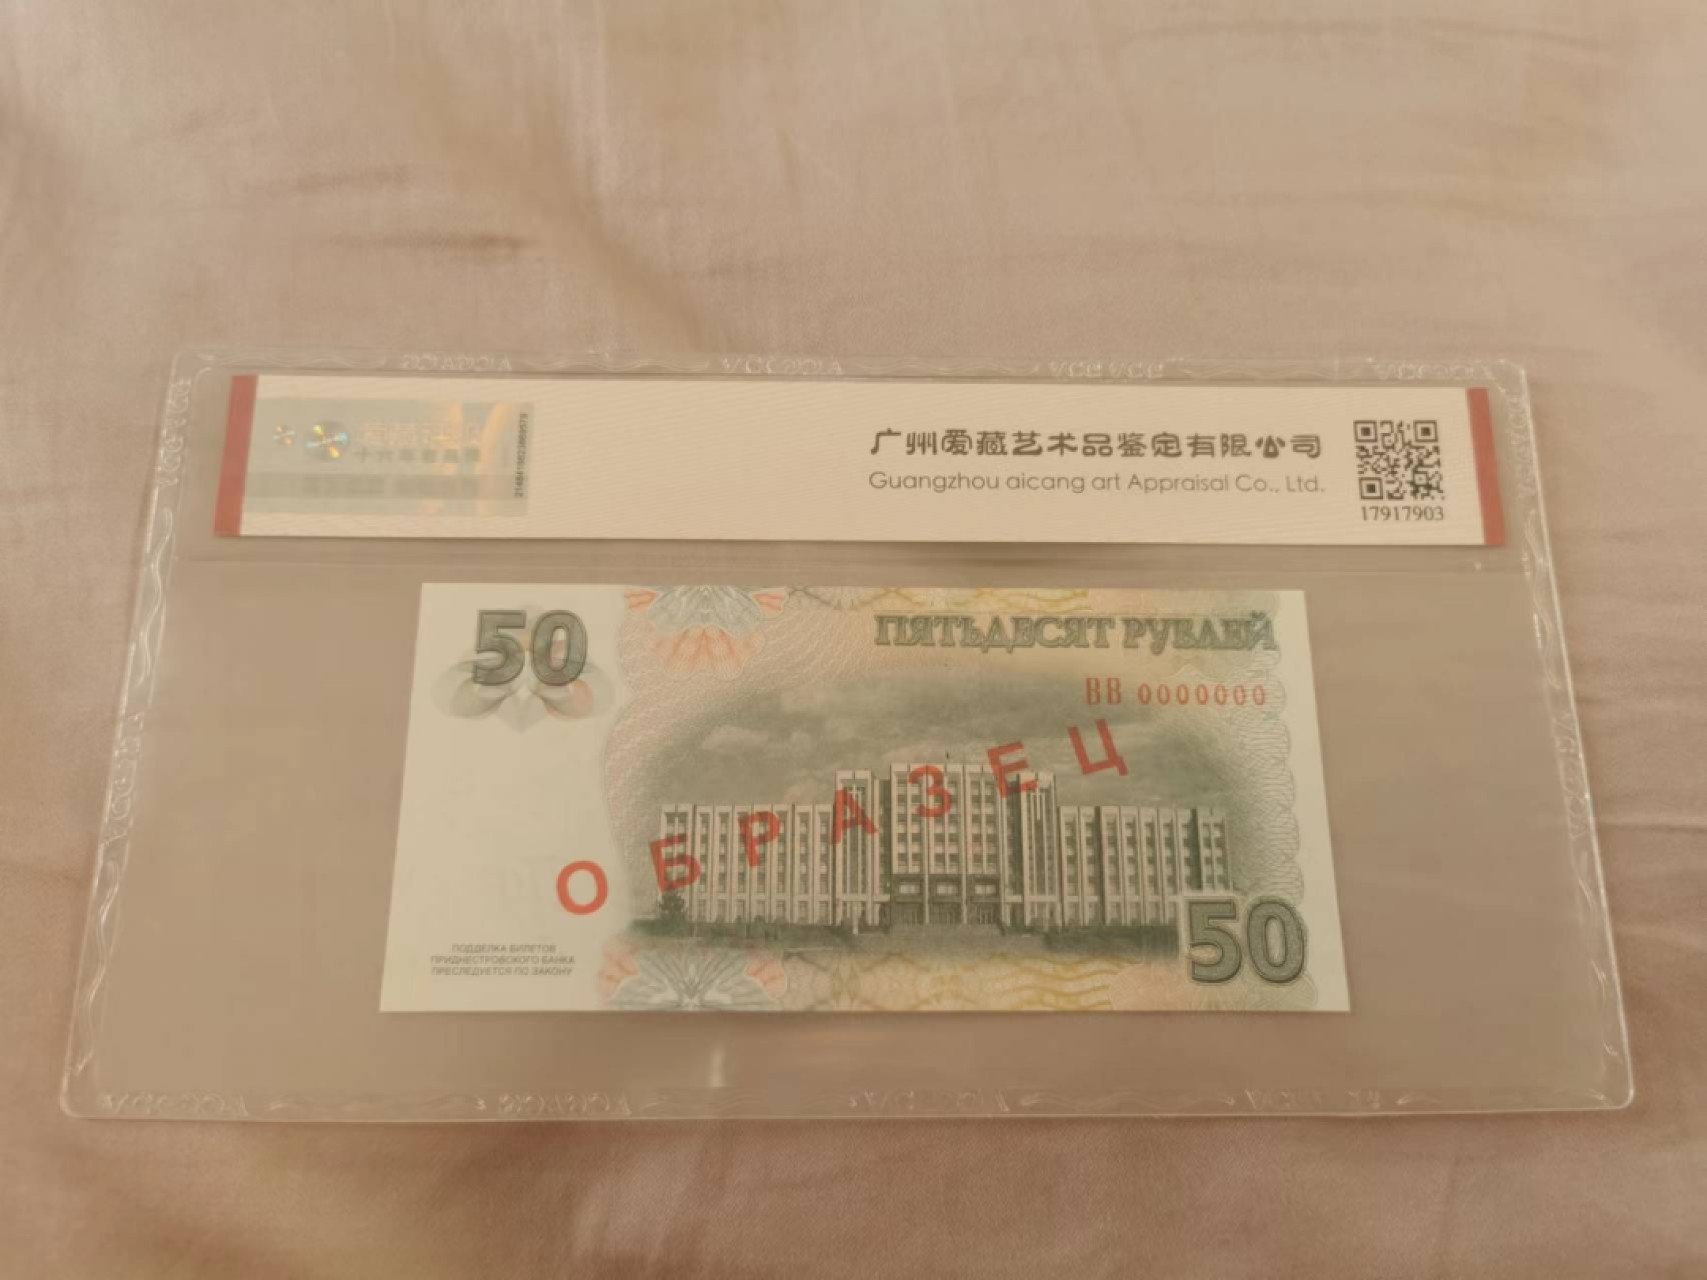 广州爱藏艺术品鉴定有限公司
Guangzhou aicang art Appraisal Co., Ltd.
17917903
50
ПЯТЬДЕСЯТ РУБЛЕЙ
ВВ 0000000
ОБРАЗЕЦ
ПОДДЕЛКА БИЛЕТОВ
ПРИДНЕСТРОВСКОГО БАНКА
ПРЕСЛЕДУЕТСЯ ПО ЗАКОНУ
50